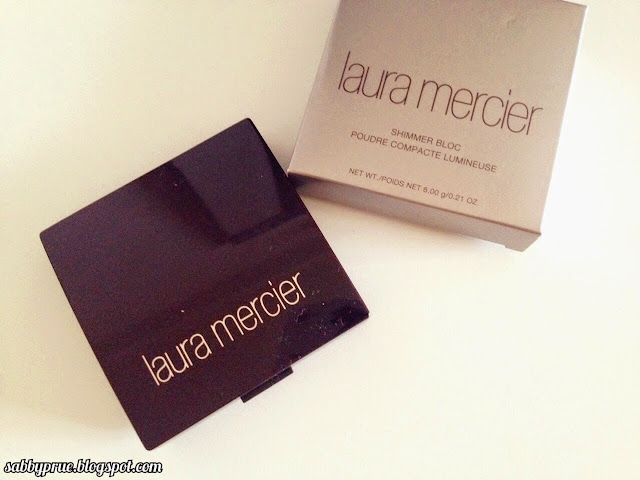 laura mercier
SHIMMER BLOC
POUDRE COMPACTE LUMINEUSE
NET WT./POIDS NET 6.00 g/0.21 OZ
laura mercier
sabbyprue.blogspot.com